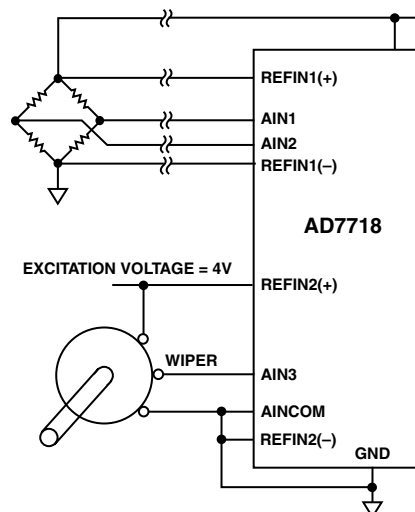 REFIN1(+)
AIN1
AIN2
REFIN1(–)
AD7718
EXCITATION VOLTAGE = 4V
REFIN2(+)
WIPER
AIN3
AINCOM
REFIN2(–)
GND